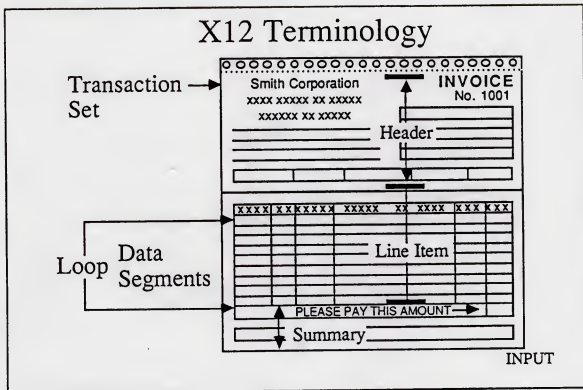 X12 Terminology
Transaction
Set
Smith Corporation
INVOICE
No. 1001
xxxx xxxxx xx xxxxx
xxxxxx xx xxxxx
Header
xxxx xx xxxxx xxxxx xx xxxx xxx xxx
Loop
Data
Segments
Line Item
PLEASE PAY THIS AMOUNT
Summary
INPUT